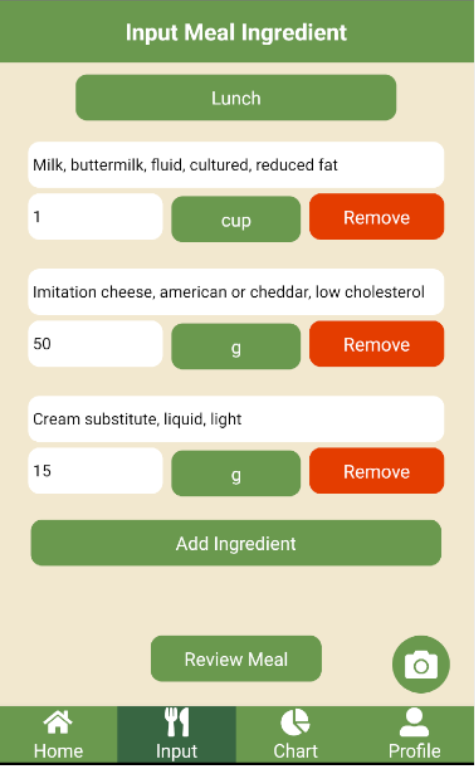 Input Meal Ingredient
Lunch
Milk, buttermilk, fluid, cultured, reduced fat
1 cup Remove
Imitation cheese, american or cheddar, low cholesterol
50 g Remove
Cream substitute, liquid, light
15 g Remove
Add Ingredient
Review Meal
Home Input Chart Profile